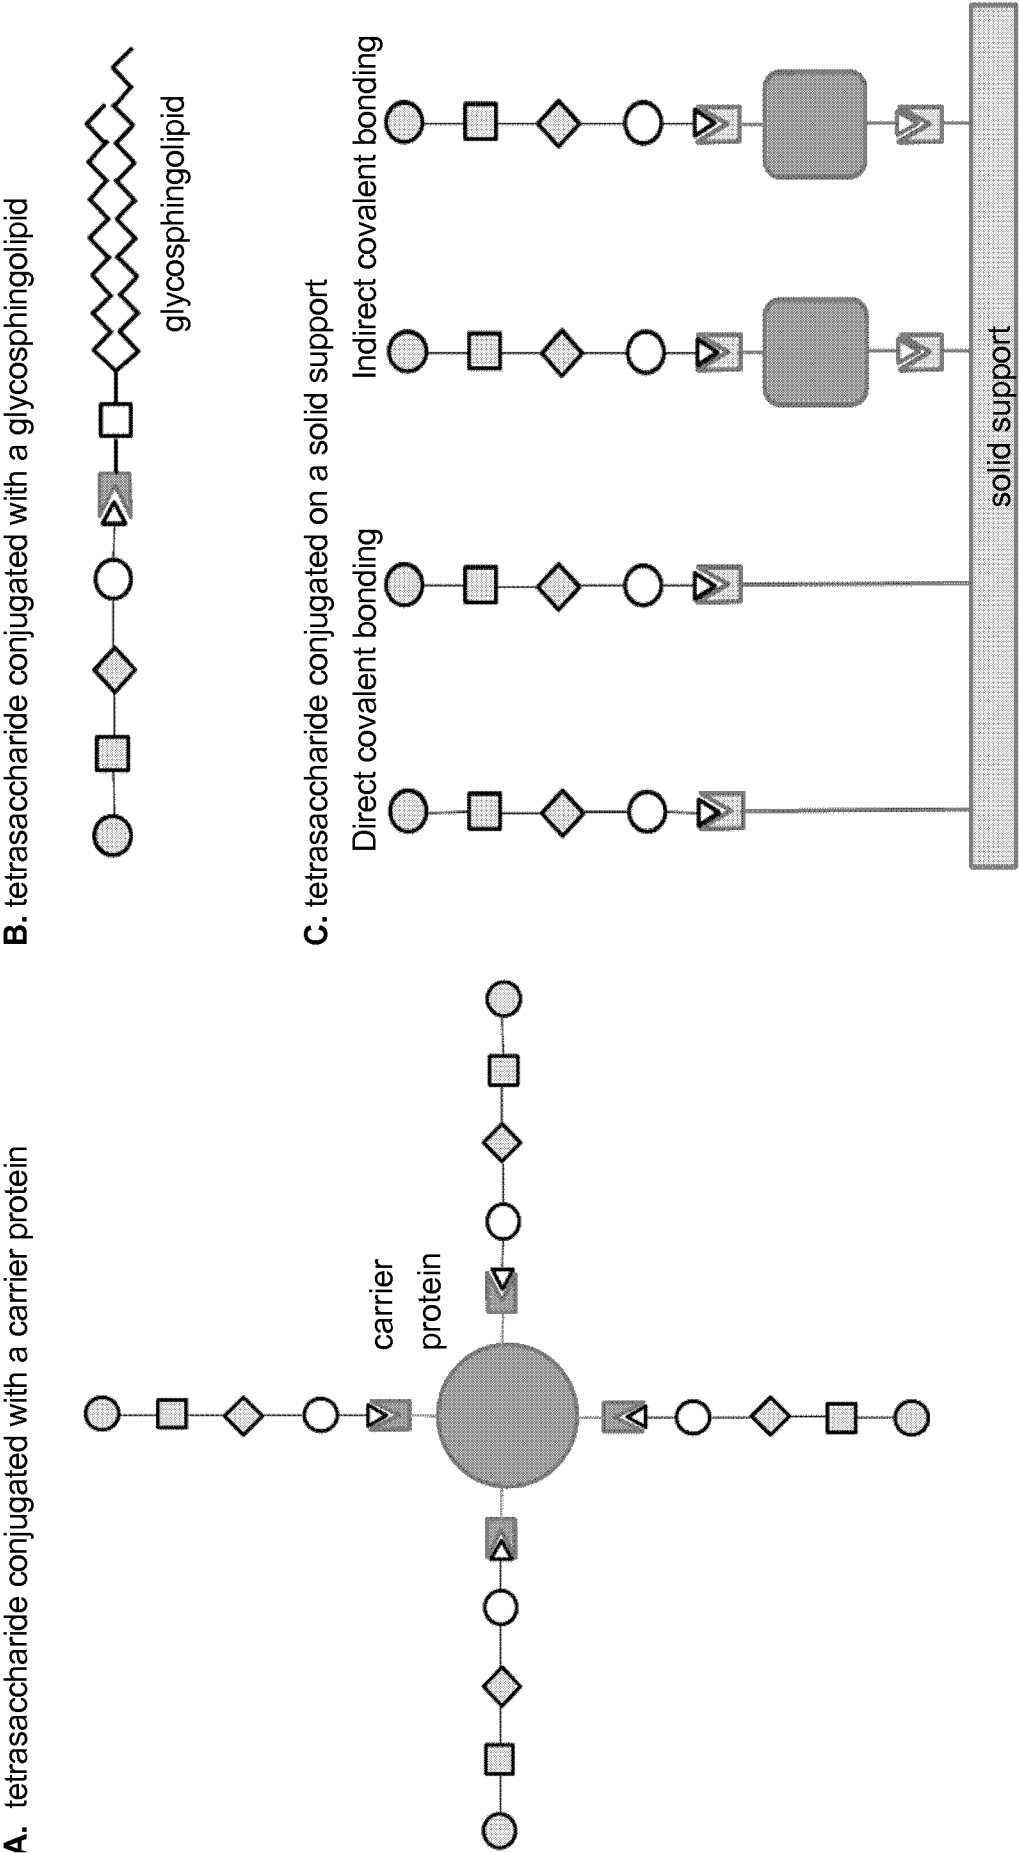 A. tetrasaccharide conjugated with a carrier protein
carrier
protein
B. tetrasaccharide conjugated with a glycosphingolipid
glycosphingolipid
C. tetrasaccharide conjugated on a solid support
Direct covalent bonding
Indirect covalent bonding
solid support